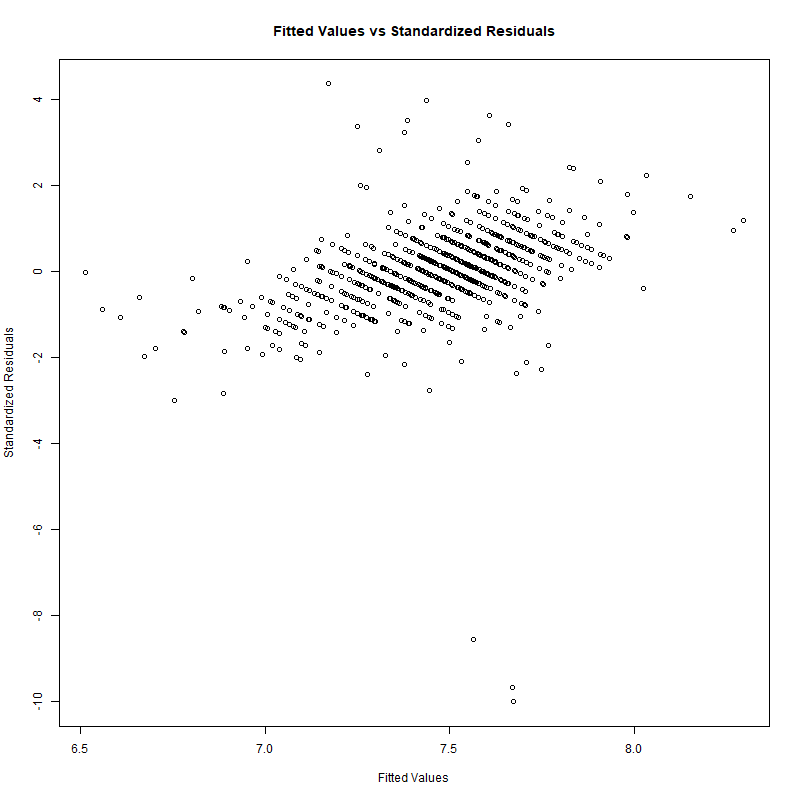 Fitted Values vs Standardized Residuals
4
2
0
-2
-4
-6
-8
-10
Standardized Residuals
6.5 7.0 7.5 8.0
Fitted Values